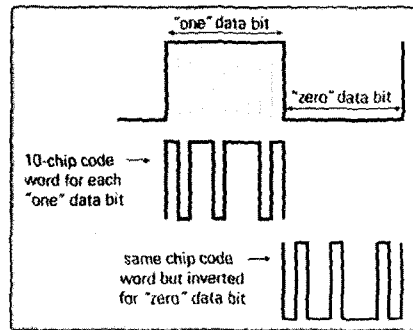 "one" data bit
"zero" data bit
10-chip code
word for each
"one" data bit
same chip code
word but inverted
for "zero" data bit